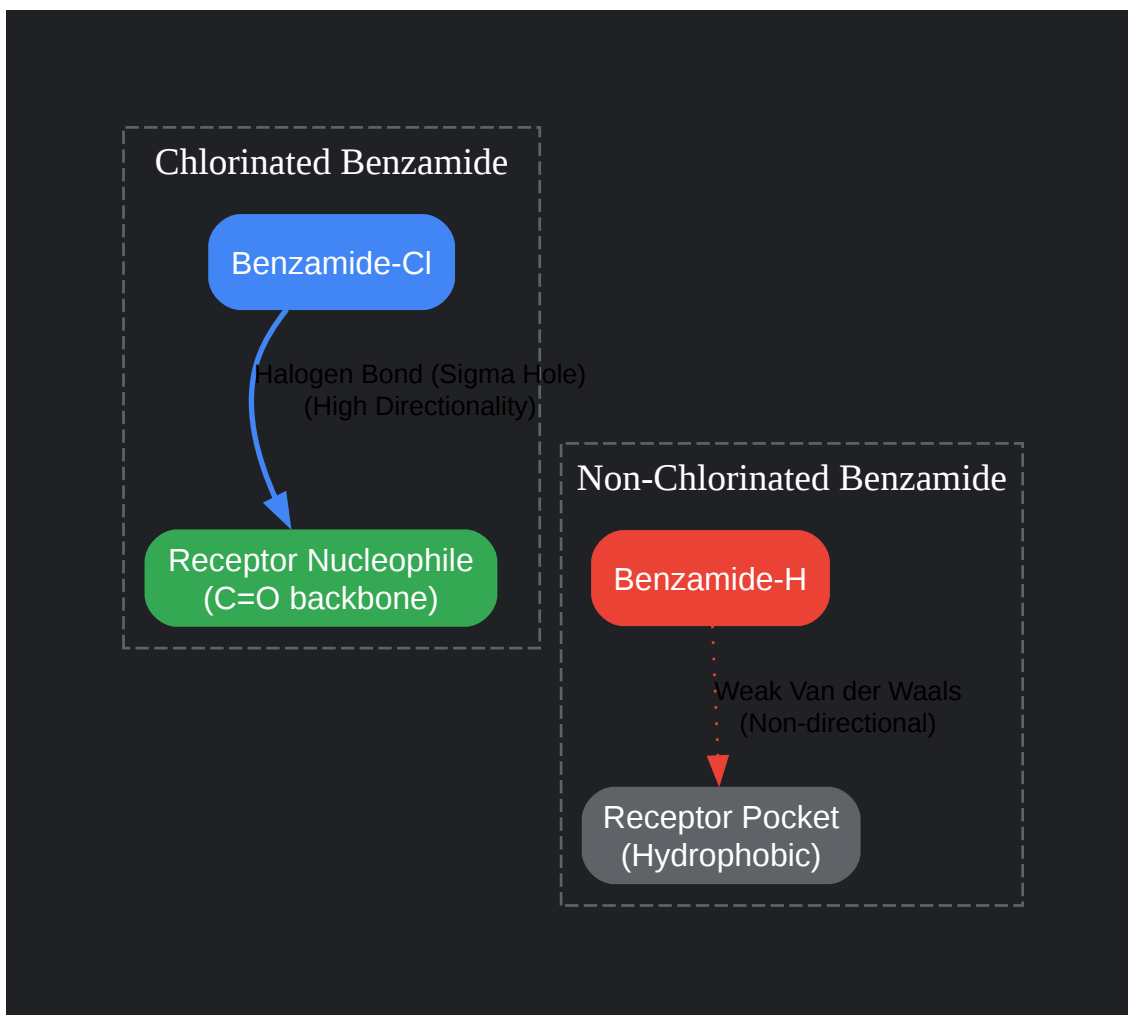 Chlorinated Benzamide
Benzamide-Cl
Halogen Bond (Sigma Hole)
(High Directionality)
Receptor Nucleophile
(C=O backbone)
Non-Chlorinated Benzamide
Benzamide-H
Weak Van der Waals
(Non-directional)
Receptor Pocket
(Hydrophobic)